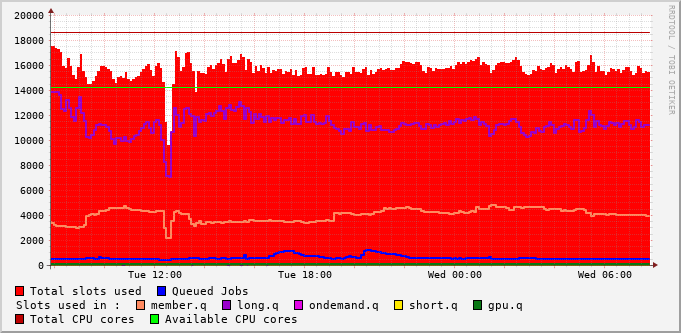 20000
18000
16000
14000
12000
10000
8000
6000
4000
2000
0
Tue 12:00 Tue 18:00 Wed 00:00 Wed 06:00
Total slots used Queued Jobs
Slots used in : member.q long.q ondemand.q short.q gpu.q
Total CPU cores Available CPU cores
RRDTOOL / TOBI OETIKER